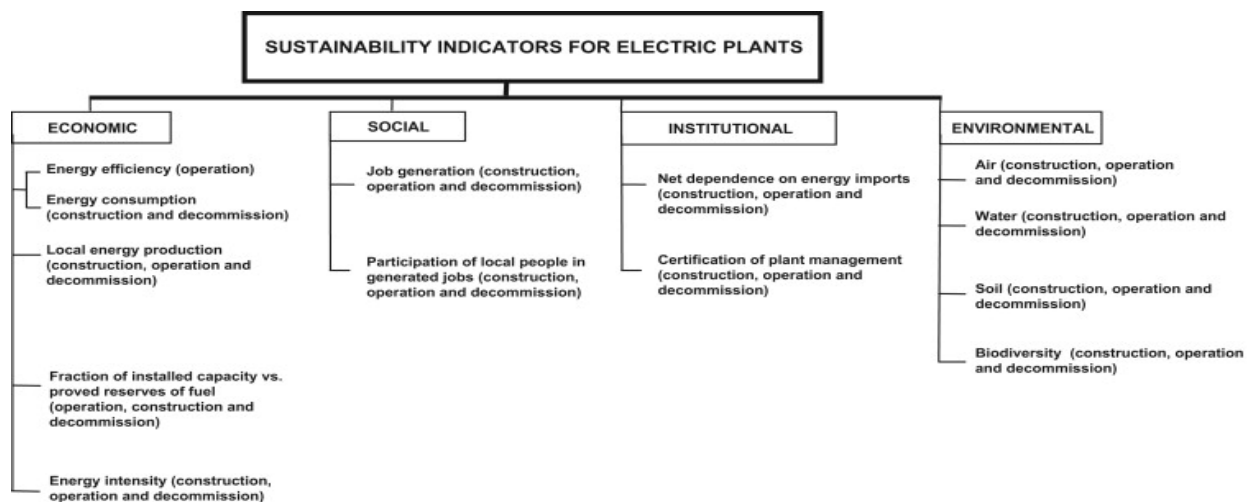 SUSTAINABILITY INDICATORS FOR ELECTRIC PLANTS
ECONOMIC
Energy efficiency (operation)
Energy consumption
(construction and decommission)
Local energy production
(construction, operation and
decommission)
Fraction of installed capacity vs.
proved reserves of fuel
(operation, construction and
decommission)
Energy intensity (construction,
operation and decommission)
SOCIAL
Job generation (construction,
operation and decommission)
Participation of local people in
generated jobs (construction,
operation and decommission)
INSTITUTIONAL
Net dependence on energy imports
(construction, operation and
decommission)
Certification of plant management
(construction, operation and
decommission)
ENVIRONMENTAL
Air (construction, operation
and decommission)
Water (construction, operation and
decommission)
Soil (construction, operation and
decommission)
Biodiversity (construction, operation
and decommission)